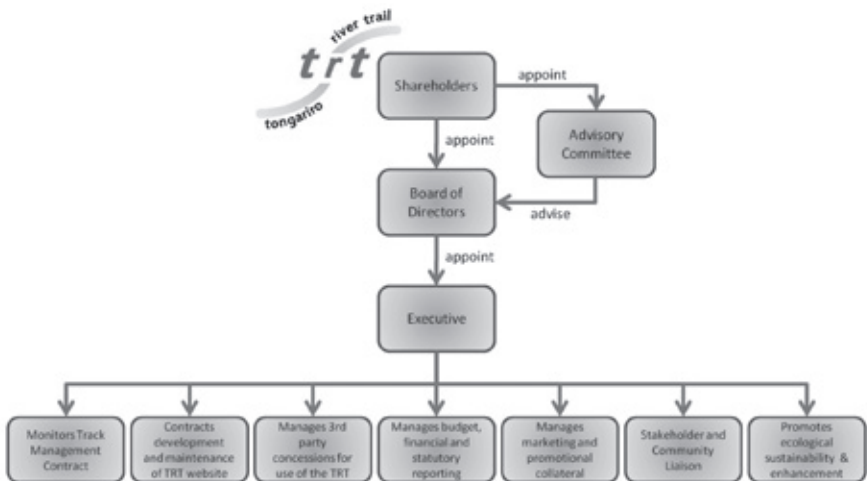 river trail
trt
tongariro
Shareholders
appoint
appoint
Advisory
Committee
Board of
Directors
advise
appoint
Executive
Monitors Track
Management
Contract
Contracts
development
and maintenance
of TRT website
Manages 3rd
party
concessions for
use of the TRT
Manages budget,
financial and
statutory
reporting
Manages
marketing and
promotional
collateral
Stakeholder and
Community
Liaison
Promotes
ecological
sustainability &
enhancement